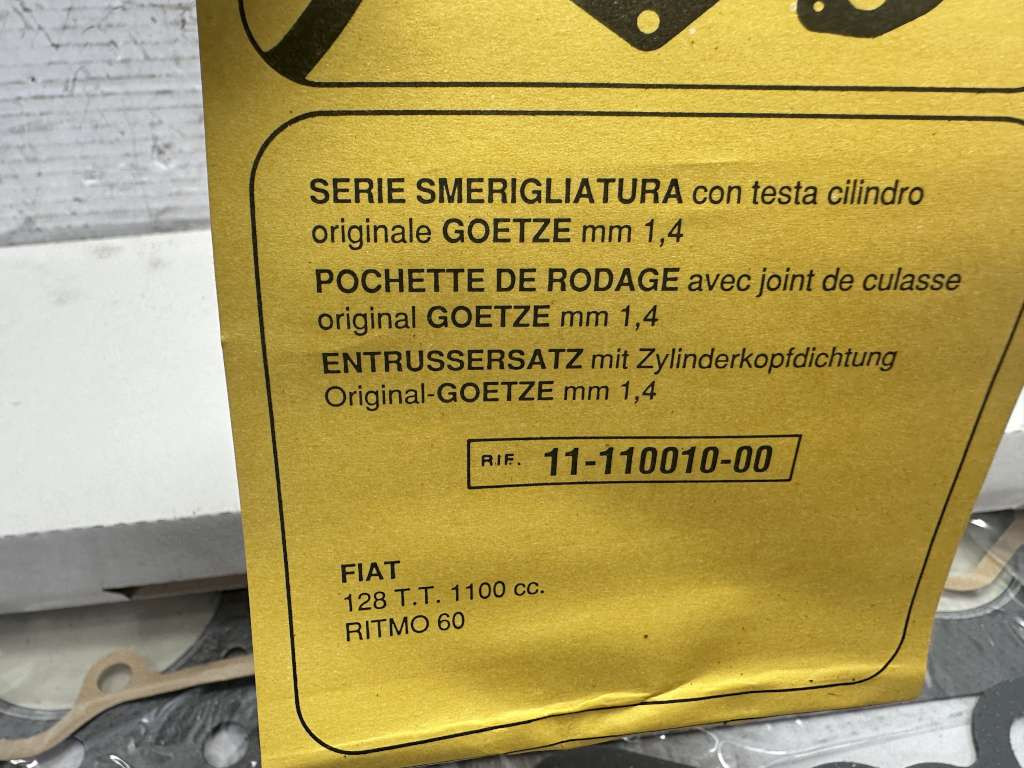 SERIE SMERIGLIATURA con testa cilindro
originale GOETZE mm 1,4
POCHETTE DE RODAGE avec joint de culasse
original GOETZE mm 1,4
ENTRUSSERSATZ mit Zylinderkopfdichtung
Original-GOETZE mm 1,4
RIF. 11-110010-00
FIAT
128 T.T. 1100 cc.
RITMO 60